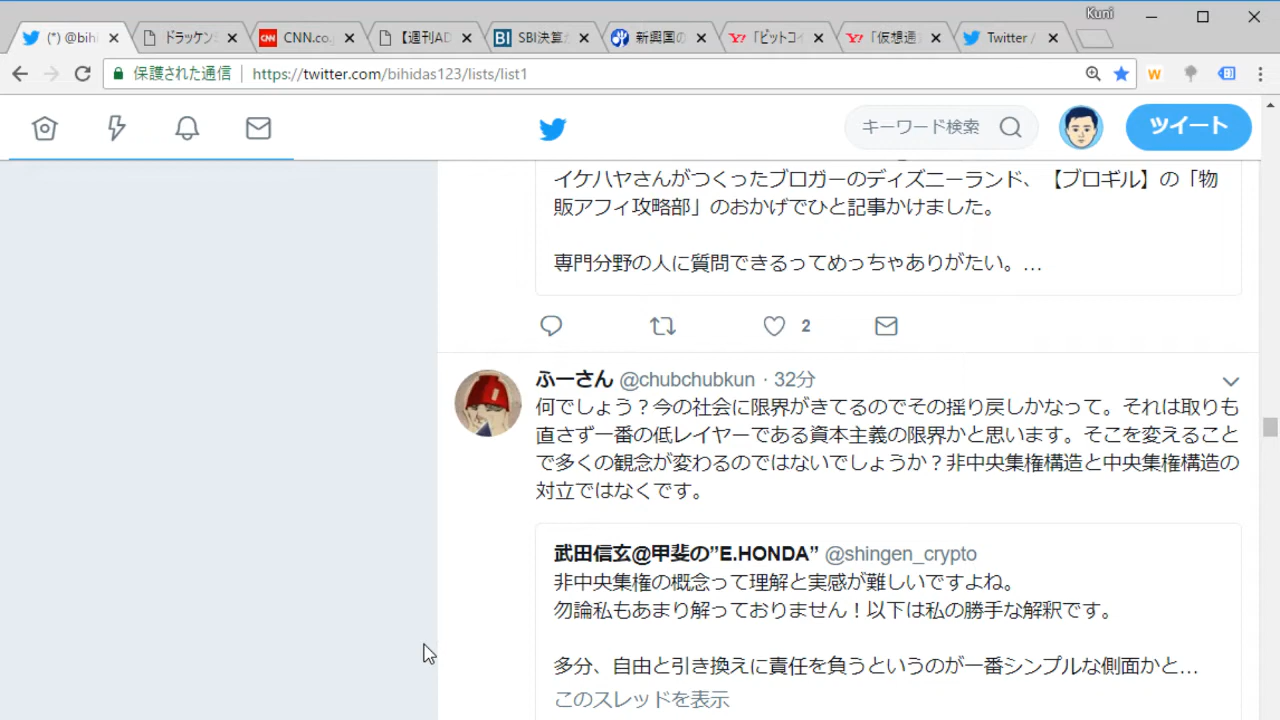 Kuni
(*) @bihi
ドラッケン
CNN.co.
【週刊AD
SBI決算
新興国の
「ビットコイ
「仮想通
Twitter /
保護された通信 https://twitter.com/bihidas123/lists/list1
キーワード検索
ツイート
イケハヤさんがつくったブロガーのディズニーランド、【ブロギル】の「物
販アフィ攻略部」のおかげでひと記事かけました。
専門分野の人に質問できるってめっちゃありがたい。…
2
ふーさん @chubchubkun · 32分
何でしょう？今の社会に限界がきてるのでその揺り戻しかなって。それは取りも
直さず一番の低レイヤーである資本主義の限界かと思います。そこを変えること
で多くの観念が変わるのではないでしょうか？非中央集権構造と中央集権構造の
対立ではなくです。
武田信玄@甲斐の”E.HONDA” @shingen_crypto
非中央集権の概念って理解と実感が難しいですよね。
勿論私もあまり解っておりません！以下は私の勝手な解釈です。
多分、自由と引き換えに責任を負うというのが一番シンプルな側面かと…
このスレッドを表示